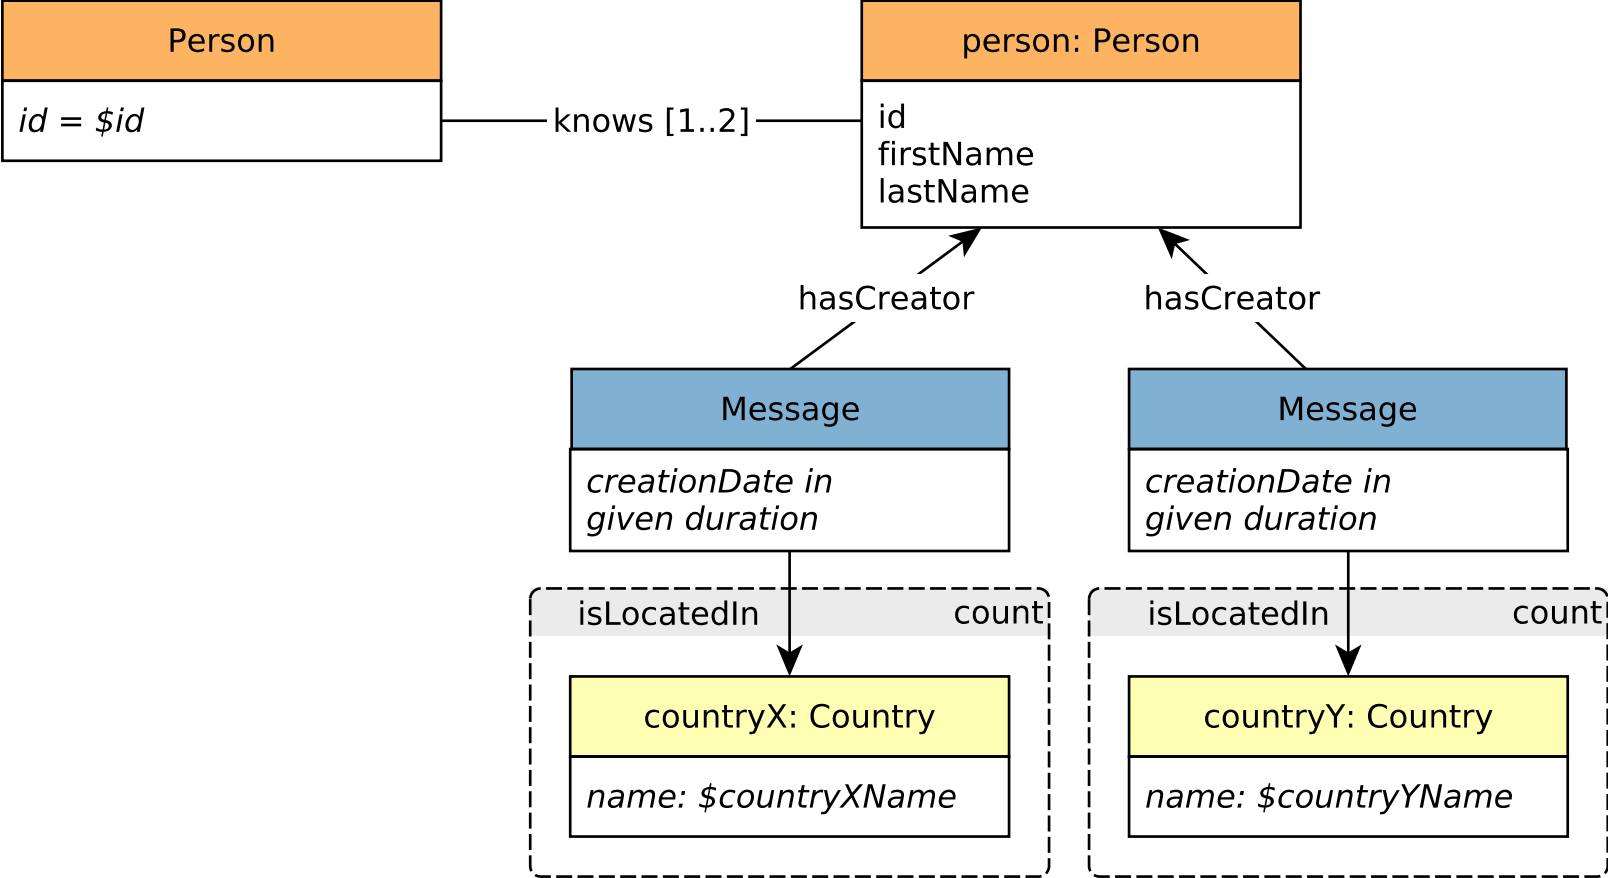 Person
id = $id
knows [1..2]
person: Person
id
firstName
lastName
hasCreator
hasCreator
Message
creationDate in
given duration
Message
creationDate in
given duration
isLocatedIn
count
isLocatedIn
count
countryX: Country
name: $countryXName
countryY: Country
name: $countryYName